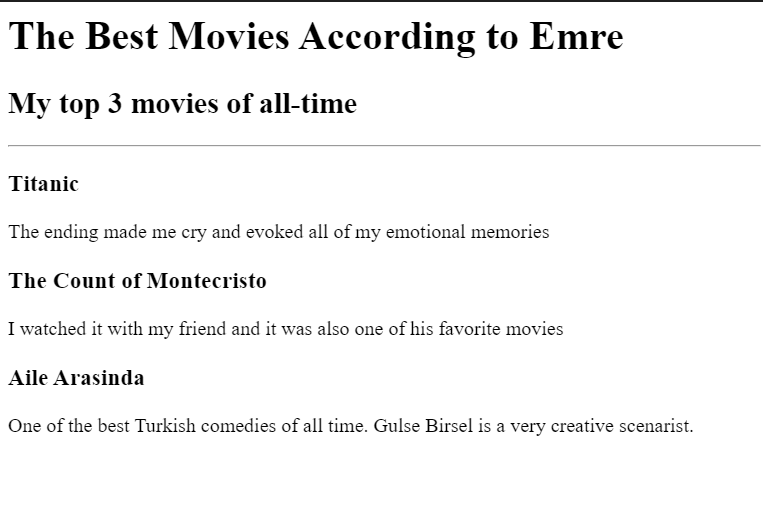 The Best Movies According to Emre
My top 3 movies of all-time
Titanic
The ending made me cry and evoked all of my emotional memories
The Count of Montecristo
I watched it with my friend and it was also one of his favorite movies
Aile Arasinda
One of the best Turkish comedies of all time. Gulse Birsel is a very creative scenarist.